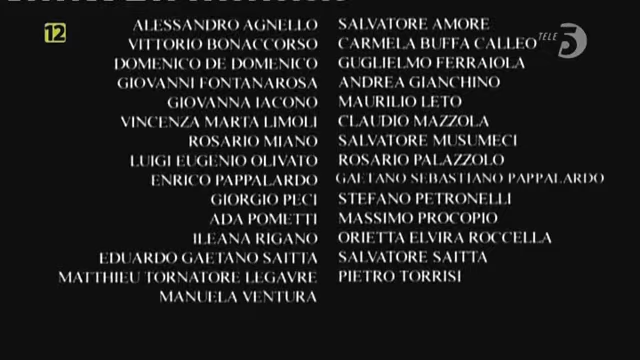 12
TELE 5
ALESSANDRO AGNELLO SALVATORE AMORE
VITTORIO BONACCORSO CARMELA BUFFA CALLEO
DOMENICO DE DOMENICO GUGLIELMO FERRAIOLA
GIOVANNI FONTANAROSA ANDREA GIANCHINO
GIOVANNA IACONO MAURILIO LETO
VINCENZA MARTA LIMOLI CLAUDIO MAZZOLA
ROSARIO MIANO SALVATORE MUSUMECI
LUIGI EUGENIO OLIVATO ROSARIO PALAZZOLO
ENRICO PAPPALARDO GAETANO SEBASTIANO PAPPALARDO
GIORGIO PECI STEFANO PETRONELLI
ADA POMETTI MASSIMO PROCOPIO
ILEANA RIGANO ORIETTA ELVIRA ROCCELLA
EDUARDO GAETANO SAITTA SALVATORE SAITTA
MATTHIEU TORNATORE LEGAVRE PIETRO TORRISI
MANUELA VENTURA